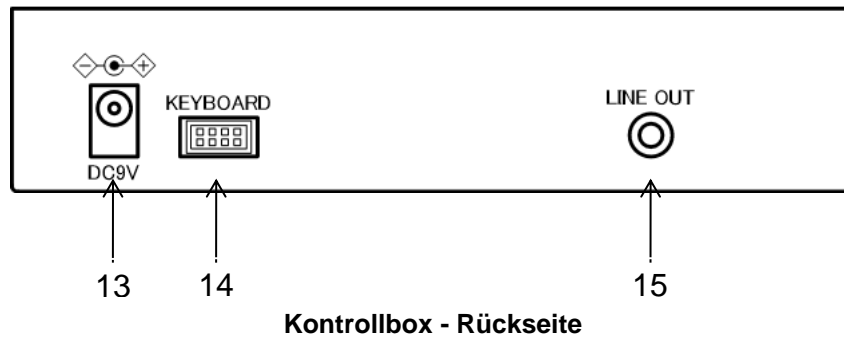 KEYBOARD
LINE OUT
DC9V
13
14
15
Kontrollbox - Rückseite